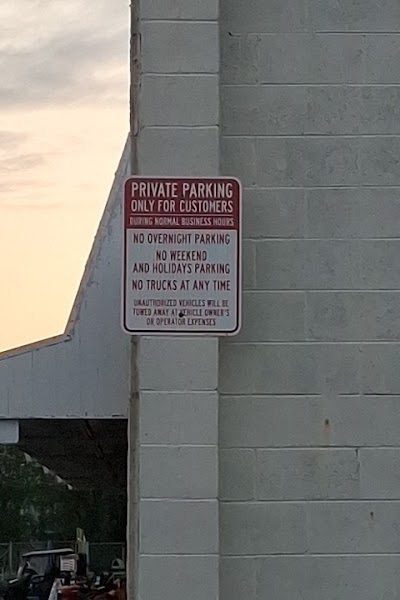 PRIVATE PARKING
ONLY FOR CUSTOMERS
DURING NORMAL BUSINESS HOURS
NO OVERNIGHT PARKING
NO WEEKEND
AND HOLIDAYS PARKING
NO TRUCKS AT ANY TIME
UNAUTHORIZED VEHICLES WILL BE
TOWED AWAY AT VEHICLE OWNER'S
OR OPERATOR EXPENSES